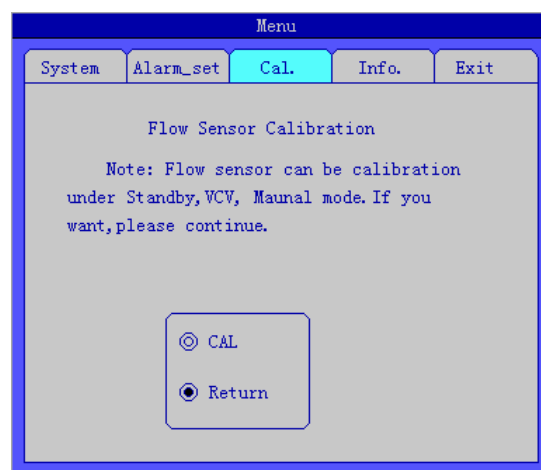 Menu
System Alarm_set Cal. Info. Exit
Flow Sensor Calibration
Note: Flow sensor can be calibration
under Standby,VCV, Maunal mode.If you
want,please continue.
CAL
Return